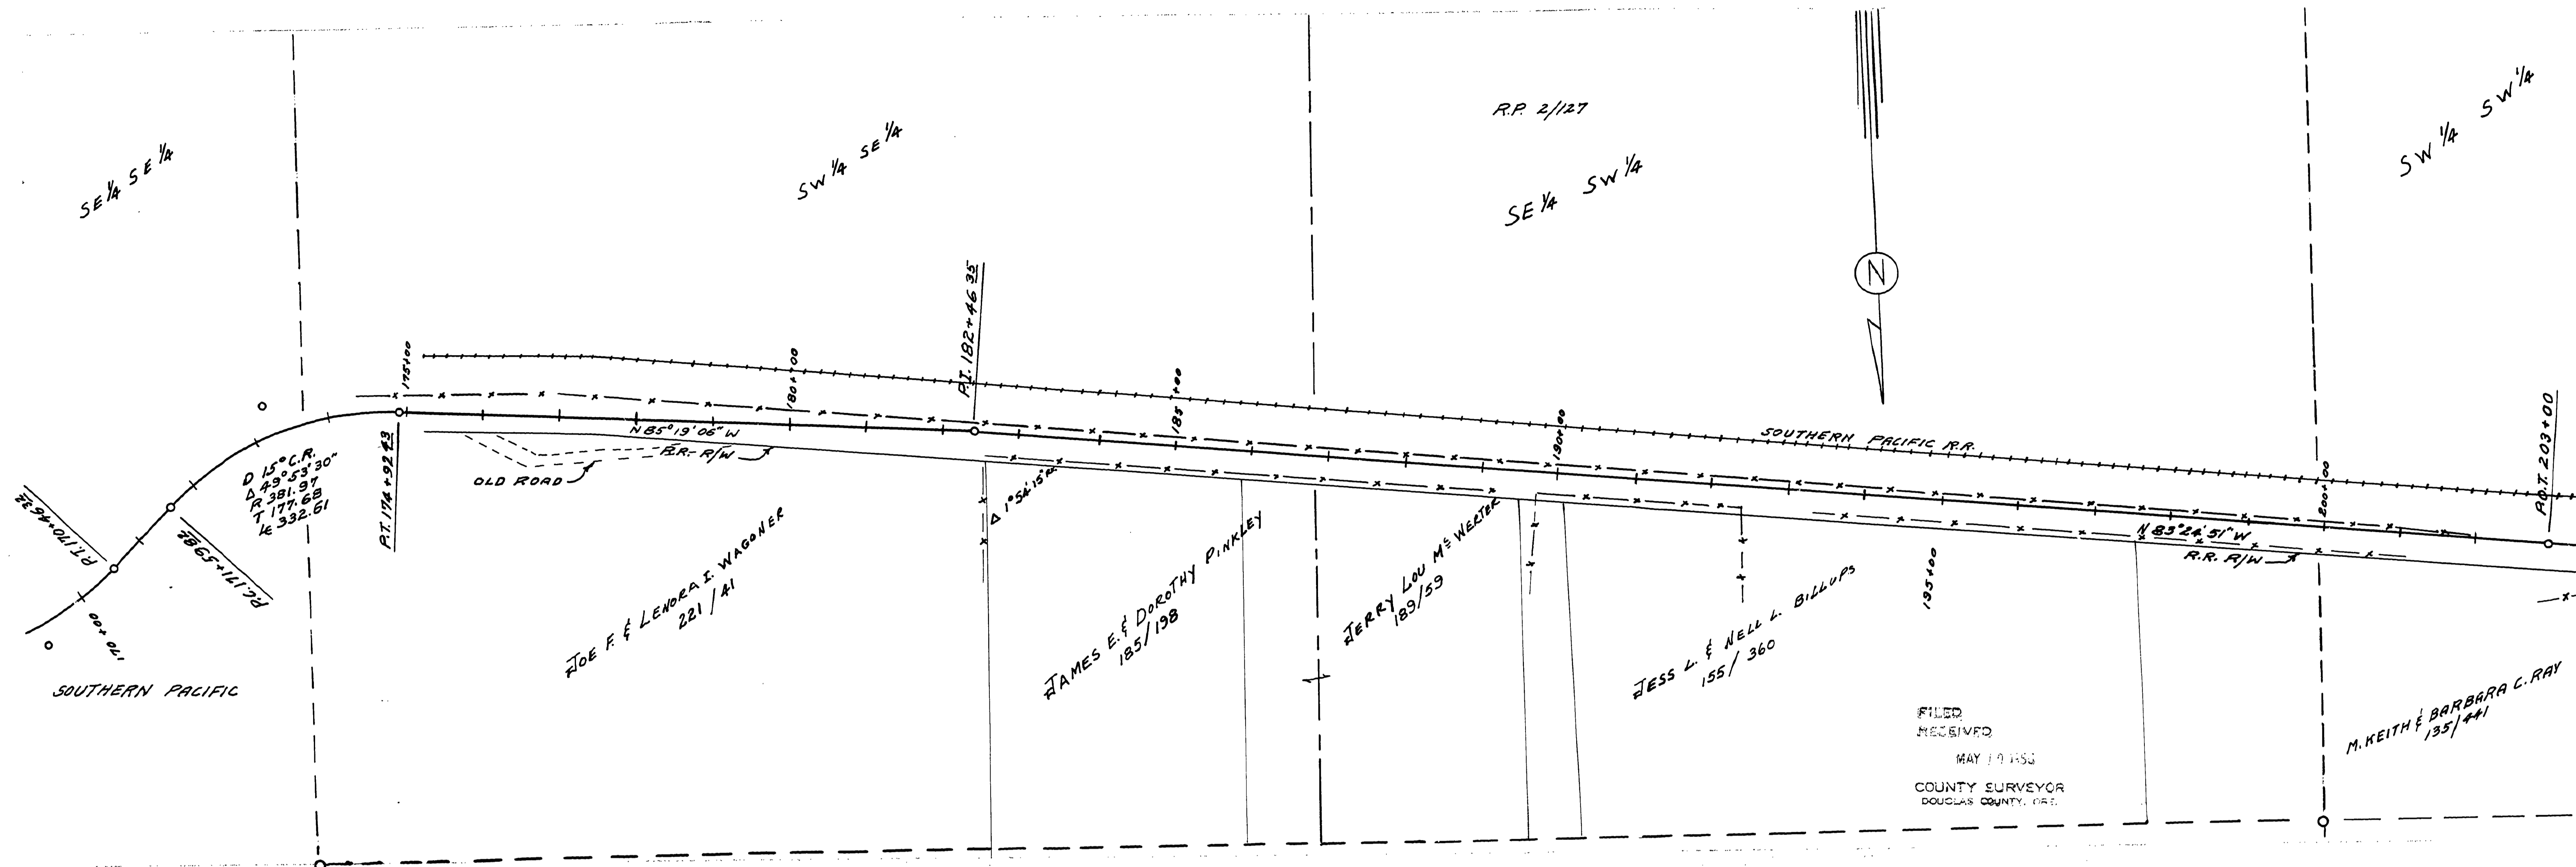 SE 1/4 SE 1/4
SW 1/4 SE 1/4
R.P. 2/127
SE 1/4 SW 1/4
SW 1/4 SW 1/4
N
P.T. 170+46 32
P.C. 171+59 82
170+00
SOUTHERN PACIFIC
D 15° C.R.
Δ 49° 53' 30"
R 381.97
T 177.68
Lc 332.61
P.T. 174+92 43
175+00
OLD ROAD
N 85° 19' 06" W
R.R. R/W
180+00
P.I. 182+46 35
Δ 1° 54' 15" Rt.
185+00
190+00
SOUTHERN PACIFIC R.R.
195+00
N 83° 24' 51" W
R.R. R/W
200+00
P.O.T. 203+00
JOE F. & LENORA I. WAGONER
221/41
JAMES E. & DOROTHY PINKLEY
185/198
JERRY LOU Mc WERTER
189/59
JESS L. & NELL L. BILLUPS
155/360
M. KEITH & BARBARA C. RAY
135/441
FILED
RECEIVED
MAY
COUNTY SURVEYOR
DOUGLAS COUNTY, ORE.